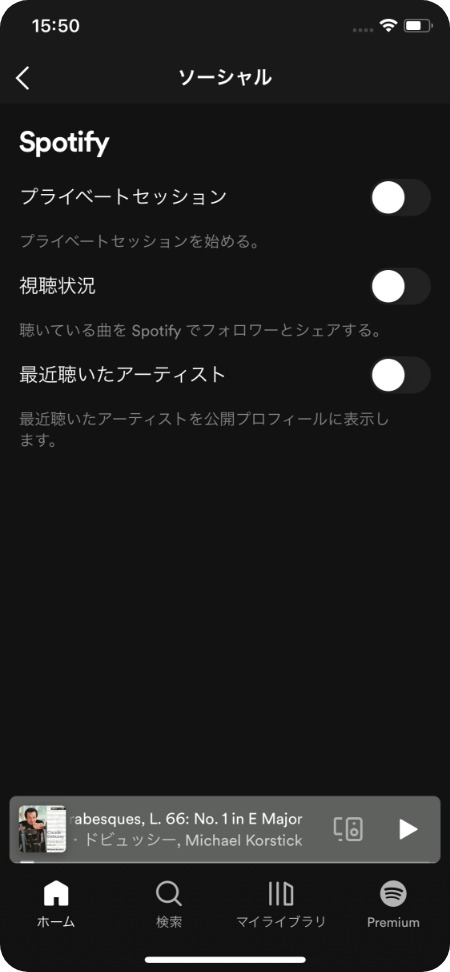 15:50
ソーシャル
Spotify
プライベートセッション
プライベートセッションを始める。
視聴状況
聴いている曲を Spotify でフォロワーとシェアする。
最近聴いたアーティスト
最近聴いたアーティストを公開プロフィールに表示し
ます。
rabesques, L. 66: No. 1 in E Major
・ドビュッシー, Michael Korstick
ホーム
検索
マイライブラリ
Premium